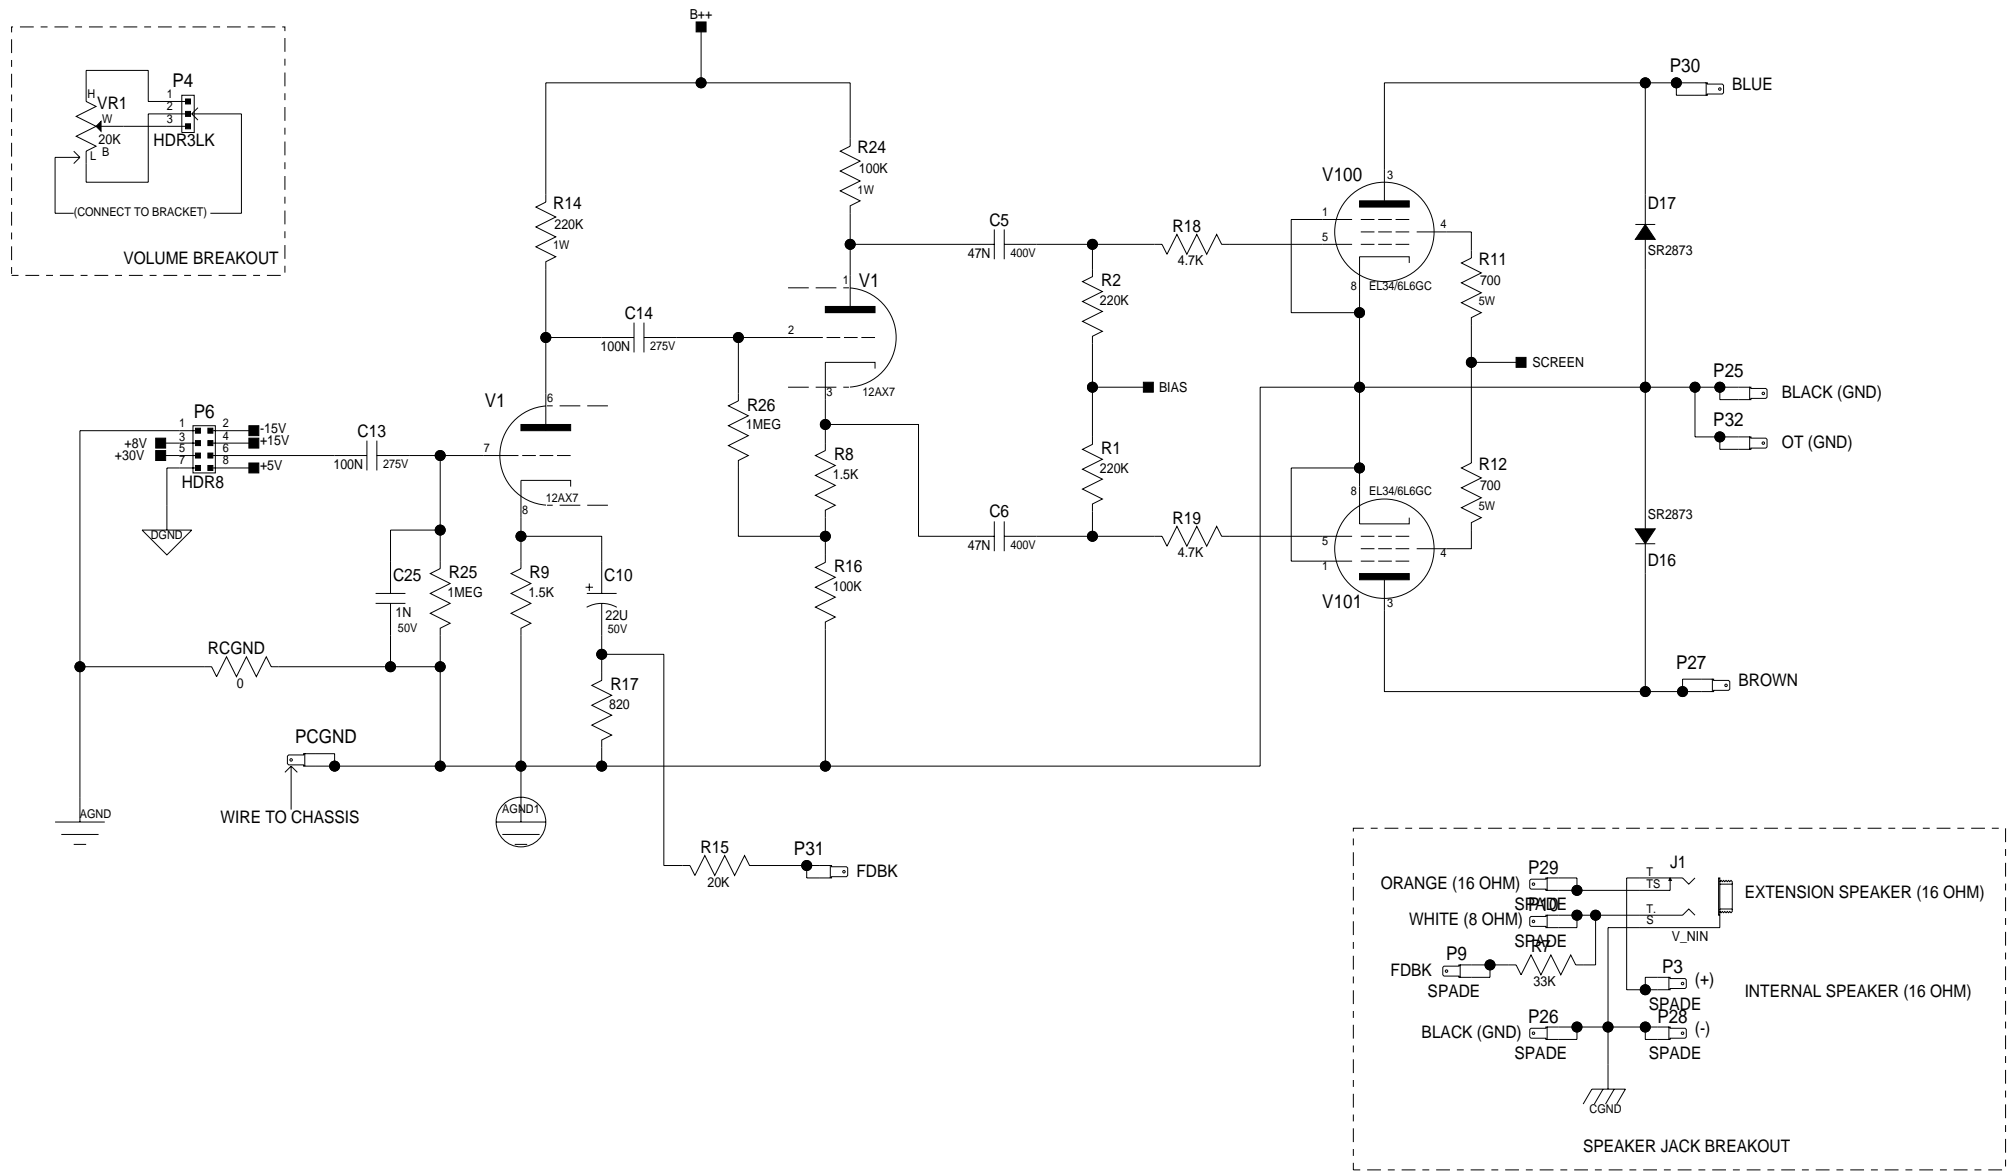 B++
P4
H
VR1
1
2
W
3
20K
L
B
HDR3LK
(CONNECT TO BRACKET)
VOLUME BREAKOUT
R14
220K
1W
R24
100K
1W
C14
100N
275V
V1
1
2
3
12AX7
V1
6
7
8
12AX7
P6
1
2
-15V
+8V
3
4
+15V
+30V
5
6
7
8
+5V
HDR8
DGND
C13
100N
275V
R26
1MEG
R8
1.5K
R16
100K
C25
1N
50V
R25
1MEG
R9
1.5K
+
C10
22U
50V
R17
820
RCGND
0
PCGND
WIRE TO CHASSIS
AGND
AGND1
R15
20K
P31
FDBK
C5
47N
400V
R18
4.7K
R2
220K
BIAS
R1
220K
C6
47N
400V
R19
4.7K
V100
3
1
5
4
8
EL34/6L6GC
R11
700
5W
SCREEN
R12
700
5W
8
EL34/6L6GC
5
4
1
V101
3
P30
BLUE
D17
SR2873
P25
BLACK (GND)
P32
OT (GND)
SR2873
D16
P27
BROWN
P29
ORANGE (16 OHM)
SPADE
P10
WHITE (8 OHM)
SPADE
T
TS
T.
S
J1
V_NIN
EXTENSION SPEAKER (16 OHM)
P9
FDBK
SPADE
R7
33K
P3
(+)
SPADE
INTERNAL SPEAKER (16 OHM)
P26
BLACK (GND)
SPADE
P28
(-)
SPADE
CGND
SPEAKER JACK BREAKOUT